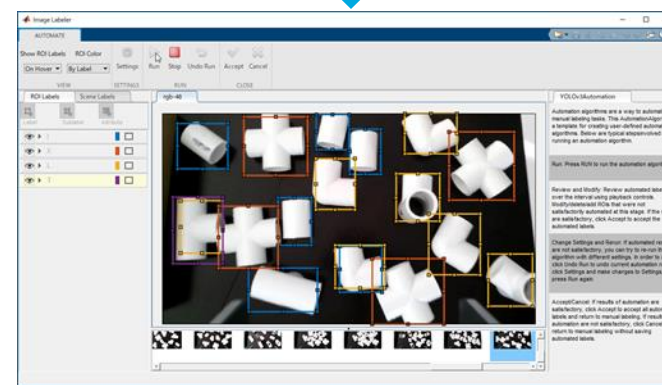 Image Labeler
AUTOMATE
Show ROI Labels
ROI Color
On Hover
By Label
Settings
Run
Stop
Undo Run
Accept
Cancel
VIEW
SETTINGS
RUN
CLOSE
ROI Labels
Scene Labels
rgb-46
Label
Sublabel
Attribute
Automation algorithms are a way to automate
manual labeling tasks. This AutomationAlgor
a template for creating user-defined automat
algorithms. Below are typical steps involved
running an automation algorithm.
Run: Press RUN to run the automation algorit
Review and Modify: Review automated labe
over the interval using playback controls.
Modify/delete/add ROIs that were not
satisfactorily automated at this stage. If the
are satisfactory, click Accept to accept the
automated labels.
Change Settings and Rerun: If automated re
are not satisfactory, you can try to re-run the
algorithm with different settings. In order to
click Undo Run to undo current automation
click Settings and make changes to Settings
press Run again.
Accept/Cancel: If results of automation are
satisfactory, click Accept to accept all autom
labels and return to manual labeling. If result
automation are not satisfactory, click Cancel
return to manual labeling without saving
automated labels.